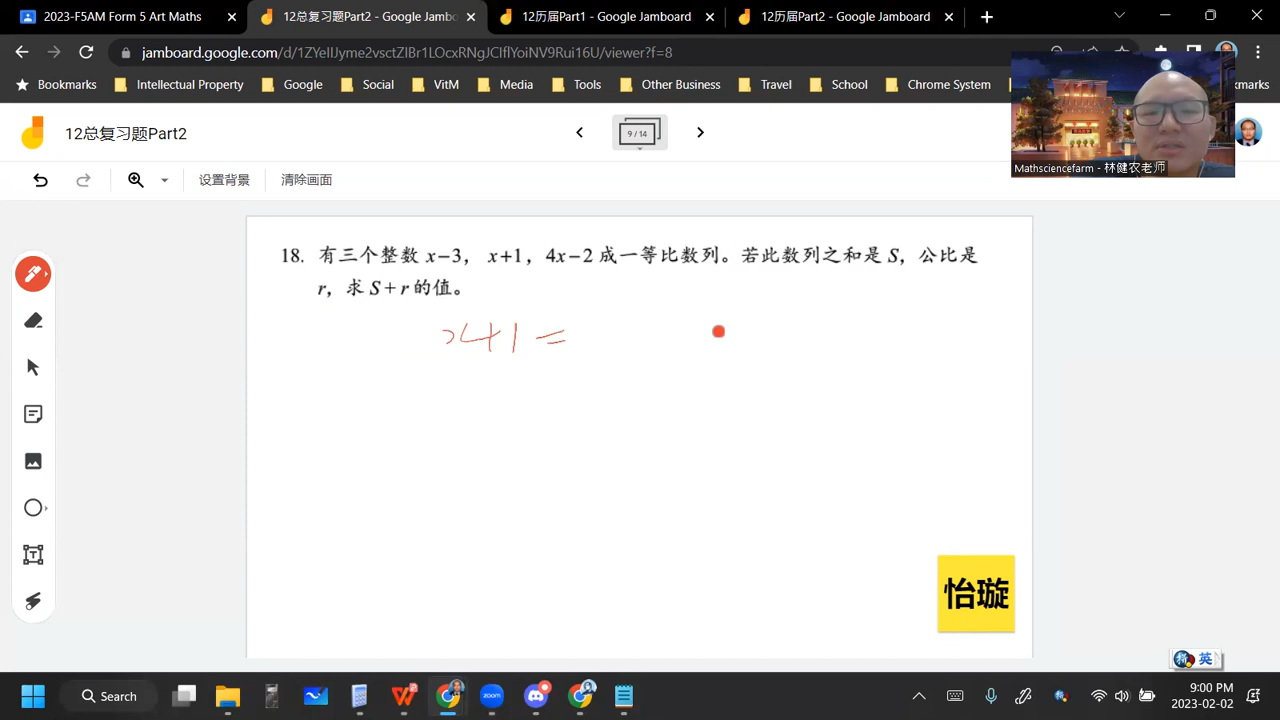 2023-F5AM Form 5 Art Maths
12总复习题Part2 - Google Jambo
12历届Part1 - Google Jamboard
12历届Part2 - Google Jamboard
jamboard.google.com/d/1ZYeIIJyme2vsctZIBr1LOcxRNgJCIflYoiNV9Rui16U/viewer?f=8
Bookmarks
Intellectual Property
Google
Social
VitM
Media
Tools
Other Business
Travel
School
Chrome System
marks
12总复习题Part2
9 / 14
Mathsciencefarm - 林健农老师
设置背景
清除画面
18. 有三个整数 x−3， x+1，4x−2 成一等比数列。若此数列之和是 S，公比是
r，求 S+r 的值。
x+1 =
怡璇
英
Search
zoom
9:00 PM
2023-02-02